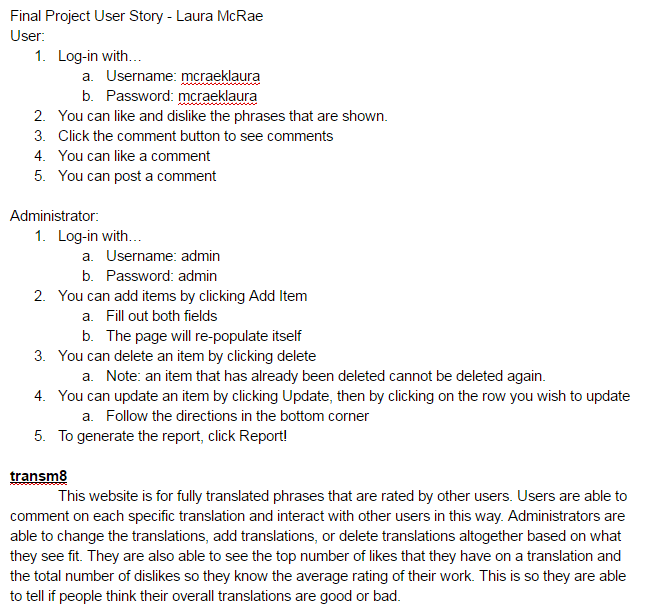 Final Project User Story - Laura McRae
User:
1. Log-in with…
a. Username: mcraeklaura
b. Password: mcraeklaura
2. You can like and dislike the phrases that are shown.
3. Click the comment button to see comments
4. You can like a comment
5. You can post a comment
Administrator:
1. Log-in with…
a. Username: admin
b. Password: admin
2. You can add items by clicking Add Item
a. Fill out both fields
b. The page will re-populate itself
3. You can delete an item by clicking delete
a. Note: an item that has already been deleted cannot be deleted again.
4. You can update an item by clicking Update, then by clicking on the row you wish to update
a. Follow the directions in the bottom corner
5. To generate the report, click Report!
transm8
This website is for fully translated phrases that are rated by other users. Users are able to
comment on each specific translation and interact with other users in this way. Administrators are
able to change the translations, add translations, or delete translations altogether based on what
they see fit. They are also able to see the top number of likes that they have on a translation and
the total number of dislikes so they know the average rating of their work. This is so they are able
to tell if people think their overall translations are good or bad.